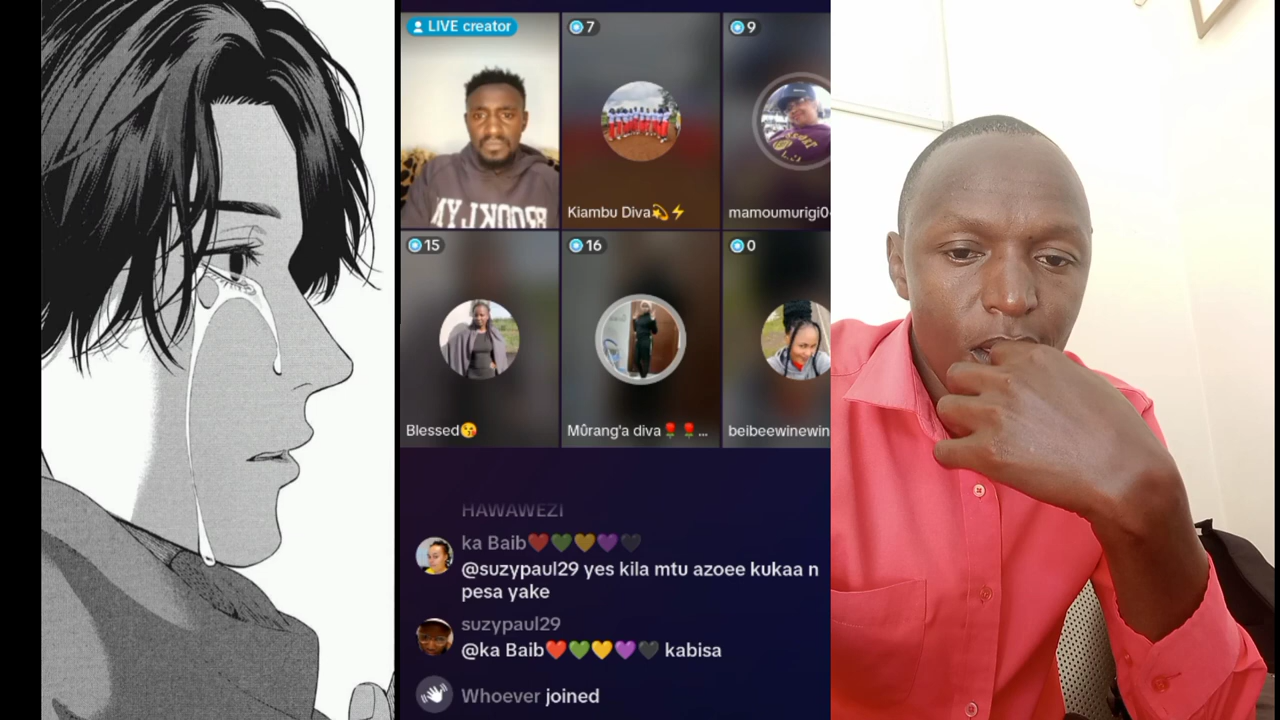 LIVE creator
7
9
BROOKLYN
Kiambu Diva💫⚡
mamoumurigi0
15
16
0
Blessed😘
Mûrang'a diva🌹🌹...
beibeewinewin
HAWAWEZI
ka Baib❤️💚💛💜🖤
@suzypaul29 yes kila mtu azoee kukaa n
pesa yake
suzypaul29
@ka Baib❤️💚💛💜🖤 kabisa
Whoever joined